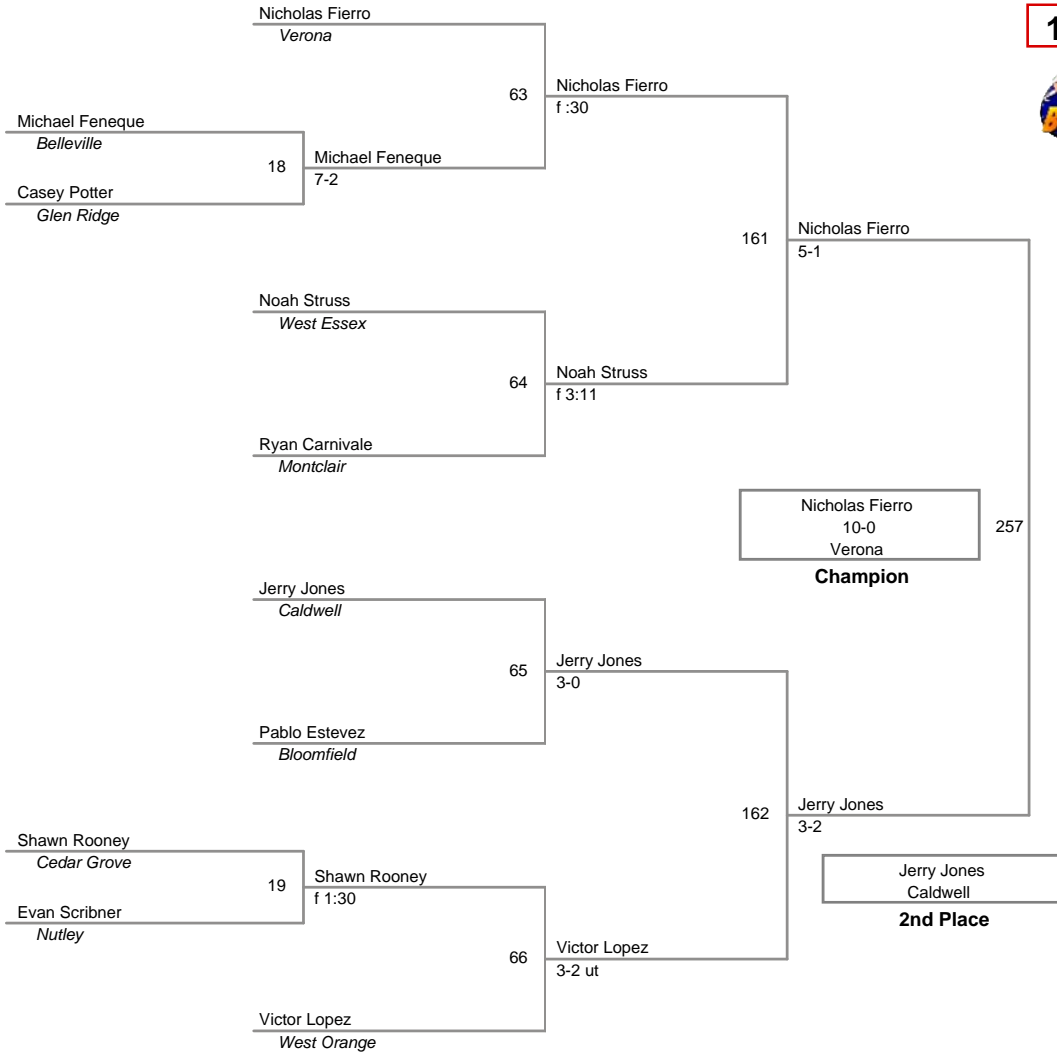 Nicholas Fierro
Verona
1
63
Nicholas Fierro
f :30
Michael Feneque
Belleville
18
Michael Feneque
7-2
Casey Potter
Glen Ridge
161
Nicholas Fierro
5-1
Noah Struss
West Essex
64
Noah Struss
f 3:11
Ryan Carnivale
Montclair
Nicholas Fierro
10-0
Verona
257
Champion
Jerry Jones
Caldwell
65
Jerry Jones
3-0
Pablo Estevez
Bloomfield
162
Jerry Jones
3-2
Shawn Rooney
Cedar Grove
19
Shawn Rooney
f 1:30
Evan Scribner
Nutley
Jerry Jones
Caldwell
2nd Place
66
Victor Lopez
3-2 ut
Victor Lopez
West Orange